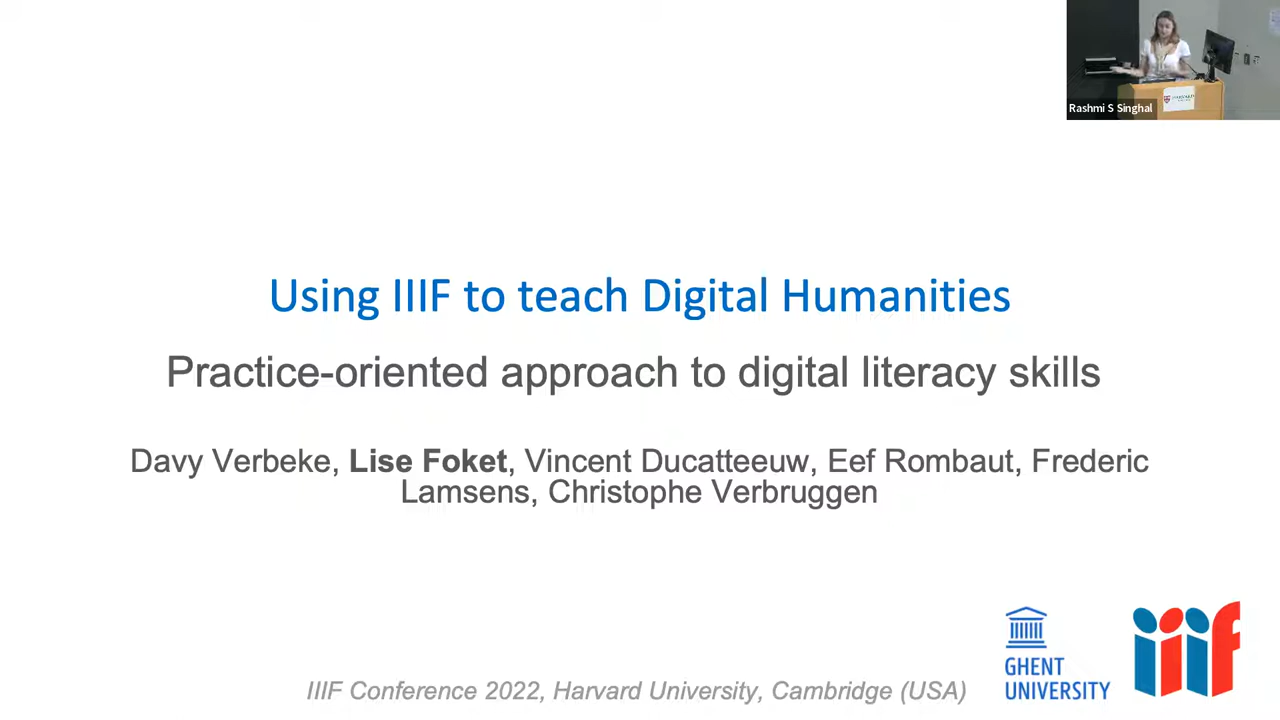 Rashmi S Singhal
Using IIIF to teach Digital Humanities
Practice-oriented approach to digital literacy skills
Davy Verbeke, Lise Foket, Vincent Ducatteeuw, Eef Rombaut, Frederic
Lamsens, Christophe Verbruggen
GHENT
UNIVERSITY
iiif
IIIF Conference 2022, Harvard University, Cambridge (USA)